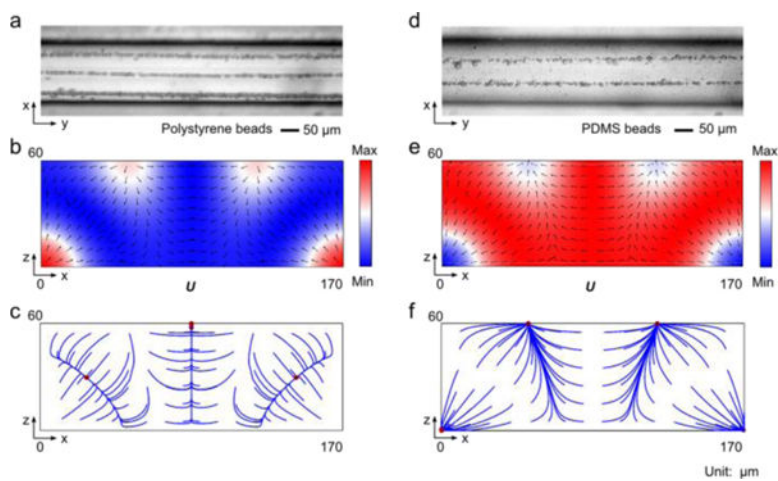 a
x
y
Polystyrene beads
50 µm
b
60
z
x
0
U
170
Max
Min
c
60
z
x
0
170
d
x
y
PDMS beads
50 µm
e
60
z
x
0
U
170
Max
Min
f
60
z
x
0
170
Unit: µm